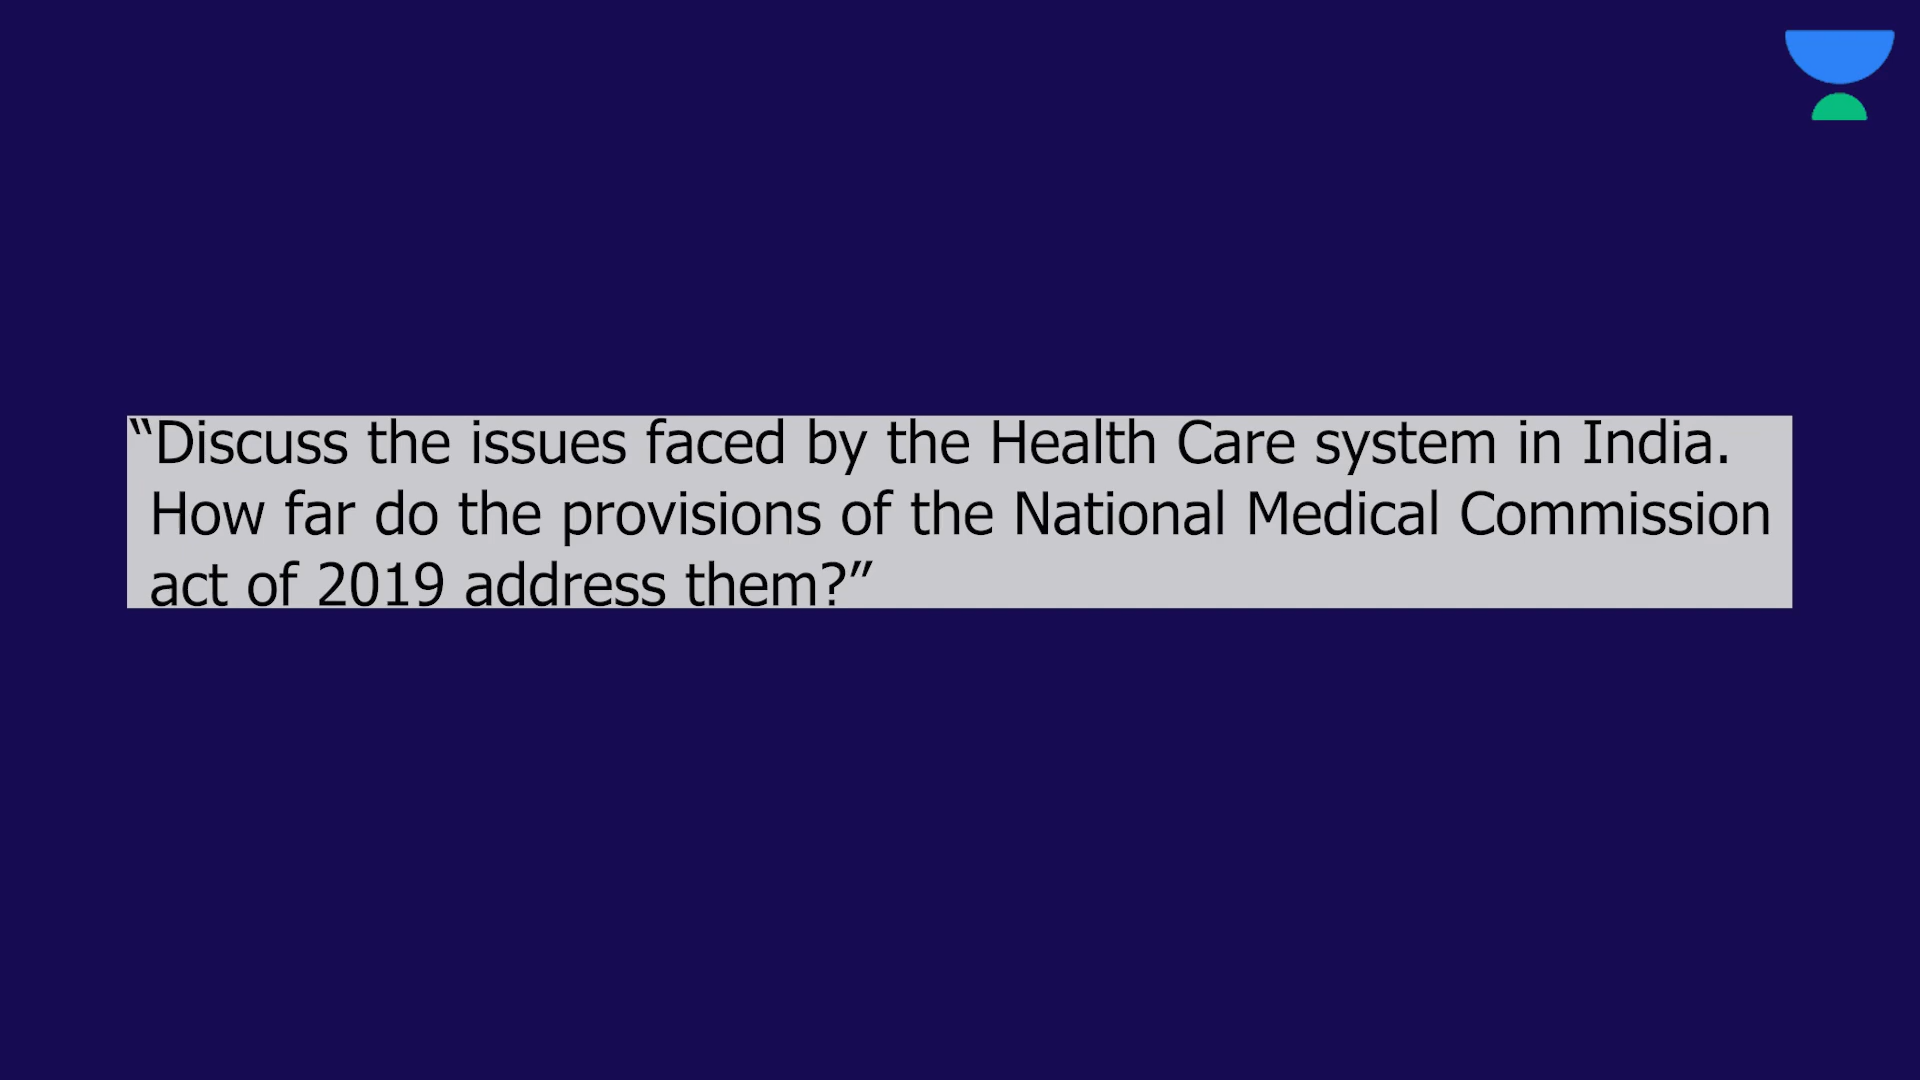 “Discuss the issues faced by the Health Care system in India.
How far do the provisions of the National Medical Commission
act of 2019 address them?”